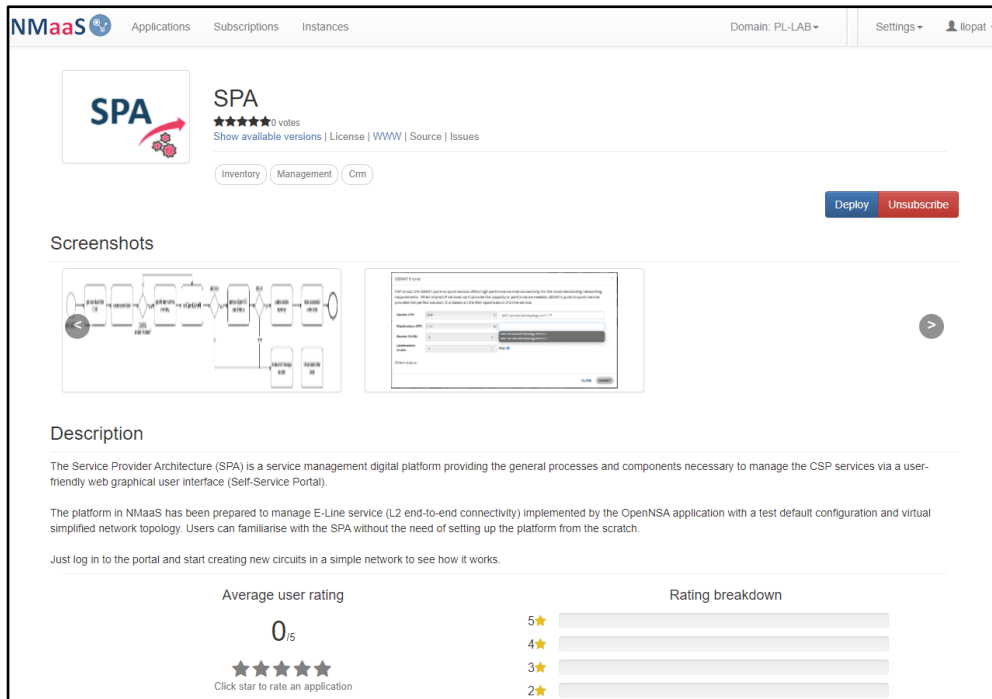 NMaaS Applications Subscriptions Instances Domain: PL-LAB Settings llopat
SPA
SPA
0 votes
Show available versions | License | WWW | Source | Issues
Inventory Management Crm
Deploy Unsubscribe
Screenshots
< >
GÉANT E-Line
CLOSE SUBMIT
Description
The Service Provider Architecture (SPA) is a service management digital platform providing the general processes and components necessary to manage the CSP services via a user-
friendly web graphical user interface (Self-Service Portal).
The platform in NMaaS has been prepared to manage E-Line service (L2 end-to-end connectivity) implemented by the OpenNSA application with a test default configuration and virtual
simplified network topology. Users can familiarise with the SPA without the need of setting up the platform from the scratch.
Just log in to the portal and start creating new circuits in a simple network to see how it works.
Average user rating Rating breakdown
0/5
Click star to rate an application
5
4
3
2